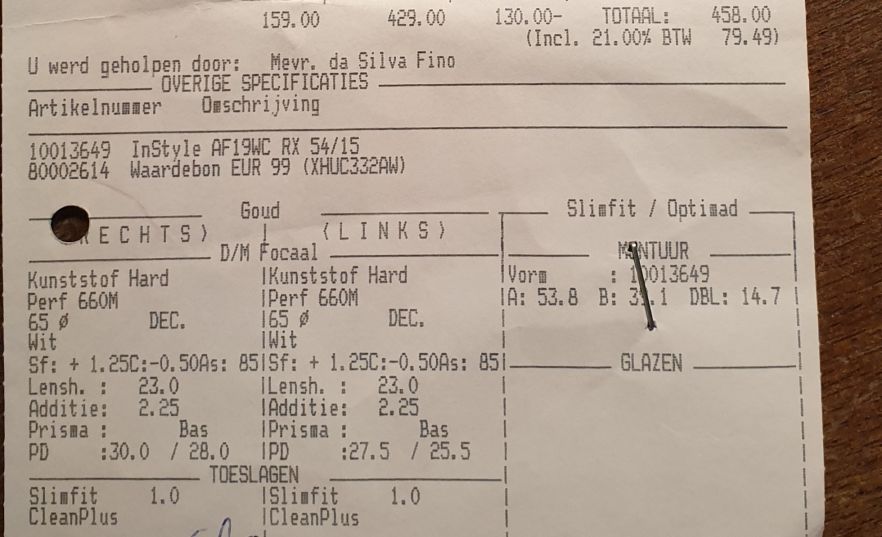 159.00 429.00 130.00- TOTAAL: 458.00
(Incl. 21.00% BTW 79.49)
U werd geholpen door: Mevr. da Silva Fino
OVERIGE SPECIFICATIES
Artikelnummer Omschrijving
10013649 InStyle AF19WC RX 54/15
80002614 Waardebon EUR 99 (XHUC332AW)
Goud
E C H T S ) ( L I N K S )
D/M Focaal
Kunststof Hard Kunststof Hard
Perf 660M Perf 660M
65 ø DEC. 65 ø DEC.
Wit Wit
Sf: + 1.25C:-0.50As: 85 Sf: + 1.25C:-0.50As: 85
Lensh. : 23.0 Lensh. : 23.0
Additie: 2.25 Additie: 2.25
Prisma : Bas Prisma : Bas
PD :30.0 / 28.0 PD :27.5 / 25.5
TOESLAGEN
Slimfit 1.0 Slimfit 1.0
CleanPlus CleanPlus
Slimfit / Optimad
MONTUUR
Vorm : 10013649
A: 53.8 B: DBL: 14.7
GLAZEN